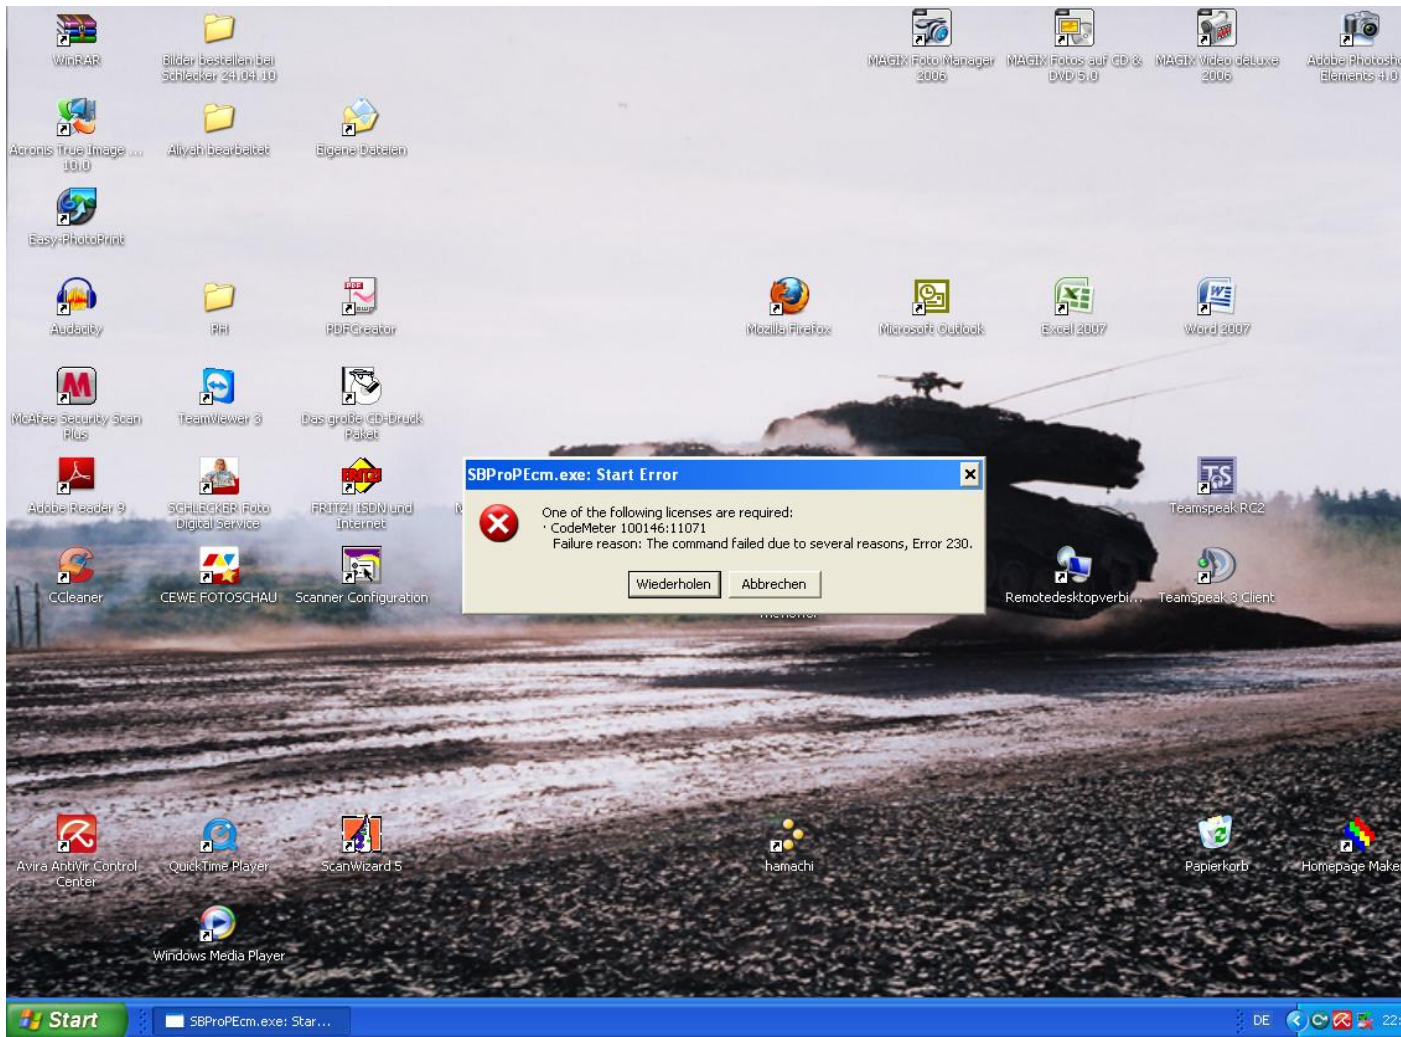 WinRAR
Bilder bestellen bei
Schlecker 24.04.10
MAGIX Foto Manager
2006
MAGIX Fotos auf CD &
DVD 5.0
MAGIX Video deLuxe
2006
Adobe Photosho
Elements 4.0
Acronis True Image ...
10.0
Aliyah bearbeitet
Eigene Dateien
Easy-PhotoPrint
Audacity
PDFCreator
Mozilla Firefox
Microsoft Outlook
Excel 2007
Word 2007
McAfee Security Scan
Plus
TeamViewer 3
Das große CD-Druck
Paket
Adobe Reader 9
SCHLECKER Foto
Digital Service
FRITZ! ISDN und
Internet
Teamspeak RC2
CCleaner
CEWE FOTOSCHAU
Scanner Configuration
Remotedesktopverbi...
TeamSpeak 3 Client
SBProPEcm.exe: Start Error
One of the following licenses are required:
· CodeMeter 100146:11071
Failure reason: The command failed due to several reasons, Error 230.
Wiederholen
Abbrechen
Avira AntiVir Control
Center
QuickTime Player
ScanWizard 5
hamachi
Papierkorb
Homepage Make
Windows Media Player
Start
SBProPEcm.exe: Star...
DE
22: